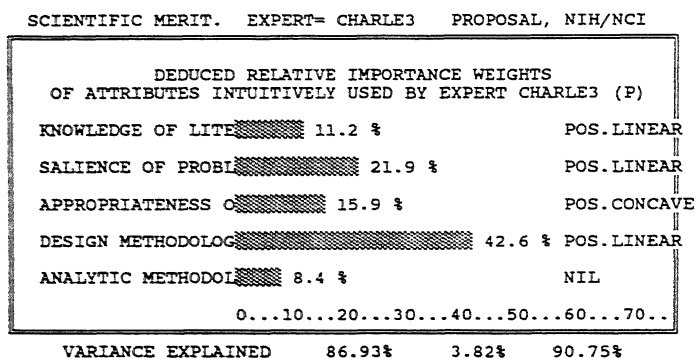 SCIENTIFIC MERIT. EXPERT= CHARLE3 PROPOSAL, NIH/NCI
DEDUCED RELATIVE IMPORTANCE WEIGHTS
OF ATTRIBUTES INTUITIVELY USED BY EXPERT CHARLE3 (P)
KNOWLEDGE OF LITE 11.2 % POS.LINEAR
SALIENCE OF PROBL 21.9 % POS.LINEAR
APPROPRIATENESS O 15.9 % POS.CONCAVE
DESIGN METHODOLOG 42.6 % POS.LINEAR
ANALYTIC METHODOL 8.4 % NIL
0...10...20...30...40...50...60...70..
VARIANCE EXPLAINED 86.93% 3.82% 90.75%